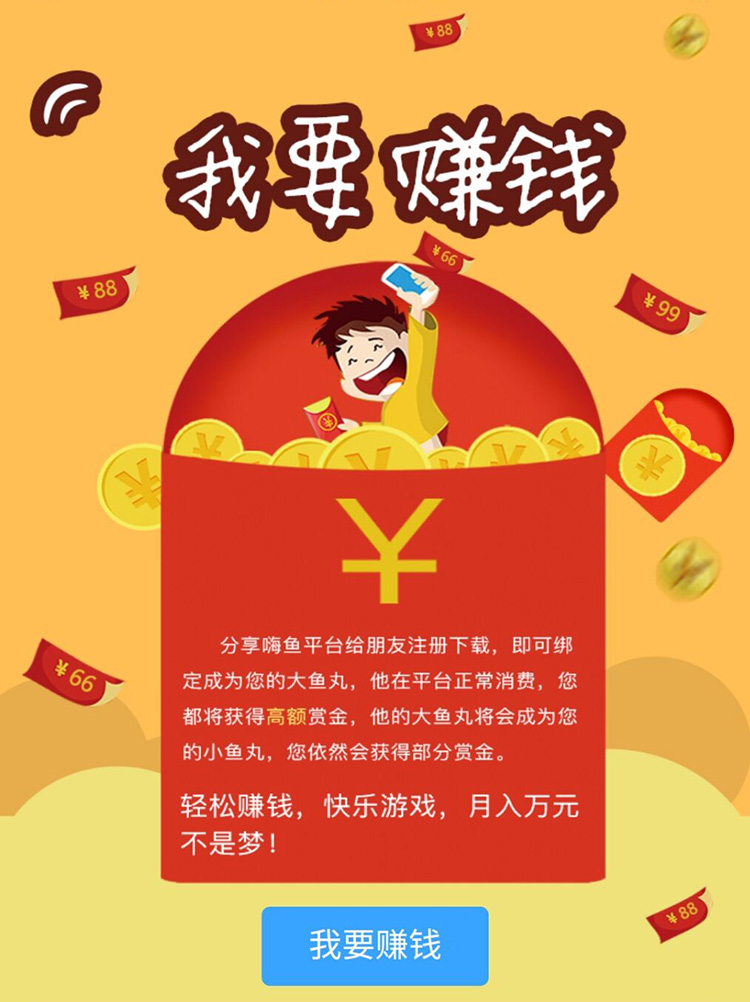 ¥88
我要赚钱
¥66
¥88
¥99
¥
分享嗨鱼平台给朋友注册下载，即可绑
定成为您的大鱼丸，他在平台正常消费，您
都将获得高额赏金，他的大鱼丸将会成为您
的小鱼丸，您依然会获得部分赏金。
¥99
轻松赚钱，快乐游戏，月入万元
不是梦！
¥88
我要赚钱